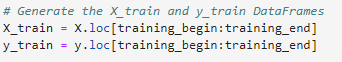 # Generate the X_train and y_train DataFrames
X_train = X.loc[training_begin:training_end]
y_train = y.loc[training_begin:training_end]